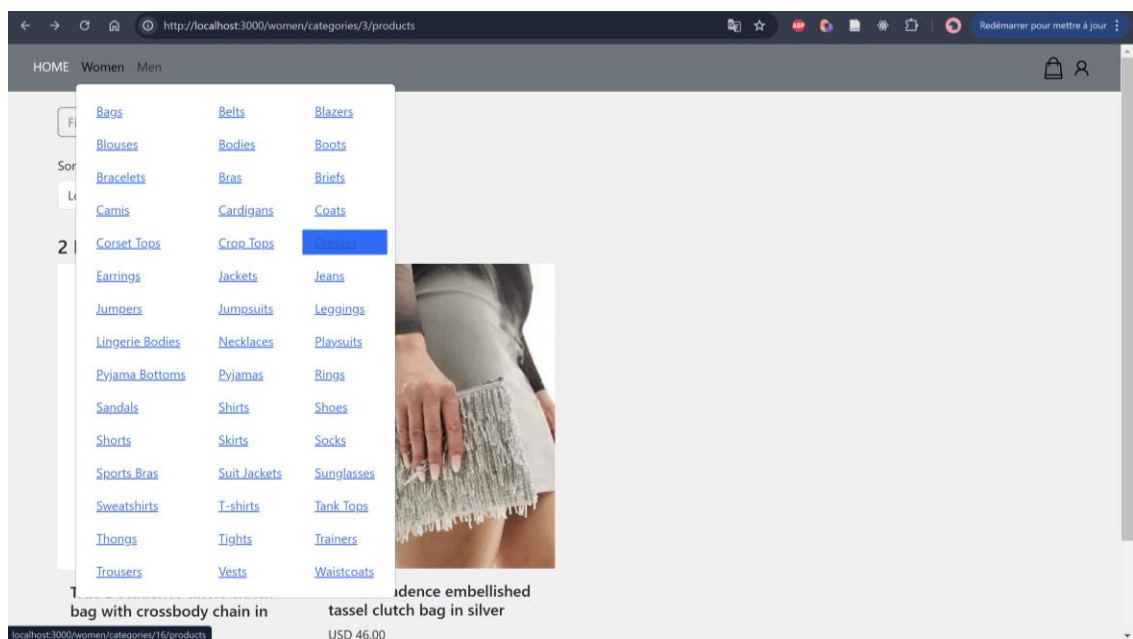 http://localhost:3000/women/categories/3/products
ABP
Redémarrer pour mettre à jour
HOME Women Men
Bags Belts Blazers
Blouses Bodies Boots
Bracelets Bras Briefs
Camis Cardigans Coats
Corset Tops Crop Tops Dresses
2
Earrings Jackets Jeans
Jumpers Jumpsuits Leggings
Lingerie Bodies Necklaces Playsuits
Pyjama Bottoms Pyjamas Rings
Sandals Shirts Shoes
Shorts Skirts Socks
Sports Bras Suit Jackets Sunglasses
Sweatshirts T-shirts Tank Tops
Thongs Tights Trainers
Trousers Vests Waistcoats
embellished
bag with crossbody chain in
tassel clutch bag in silver
USD 46.00
localhost:3000/women/categories/16/products